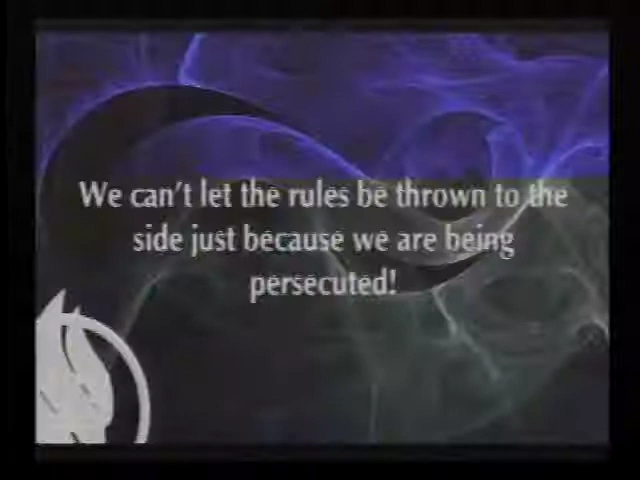 We can't let the rules be thrown to the
side just because we are being
persecuted!